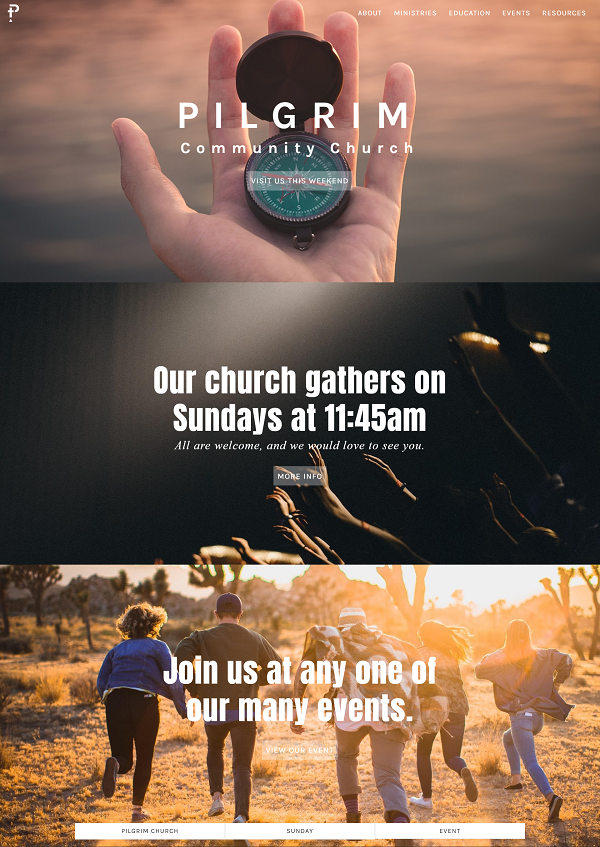 ABOUT MINISTRIES EDUCATION EVENTS RESOURCES
PILGRIM
Community Church
VISIT US THIS WEEKEND
Our church gathers on
Sundays at 11:45am
All are welcome, and we would love to see you.
MORE INFO
Join us at any one of
our many events.
VIEW OUR EVENT
PILGRIM CHURCH SUNDAY EVENT